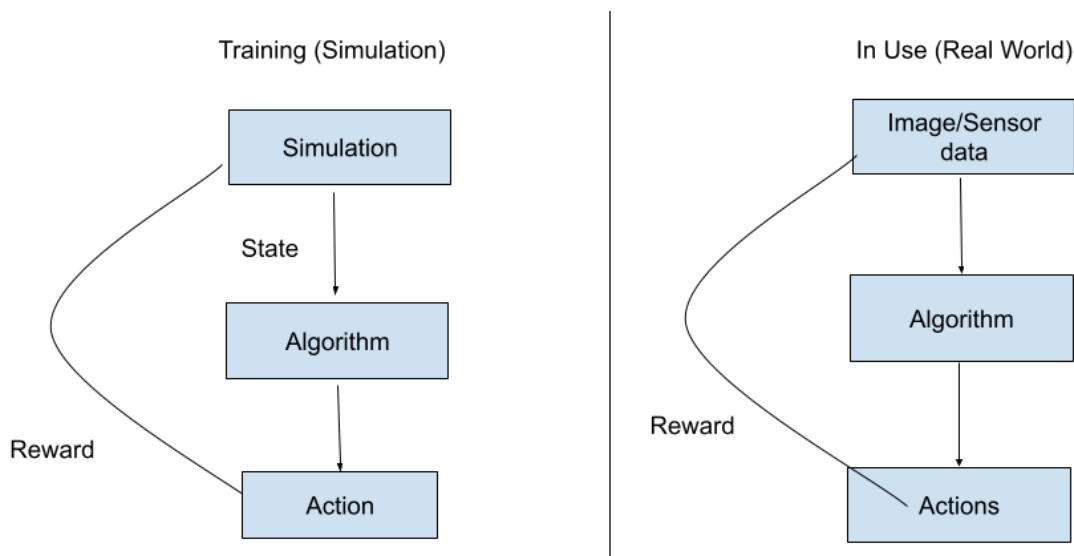 Training (Simulation)
Simulation
State
Algorithm
Reward
Action
In Use (Real World)
Image/Sensor
data
Algorithm
Reward
Actions